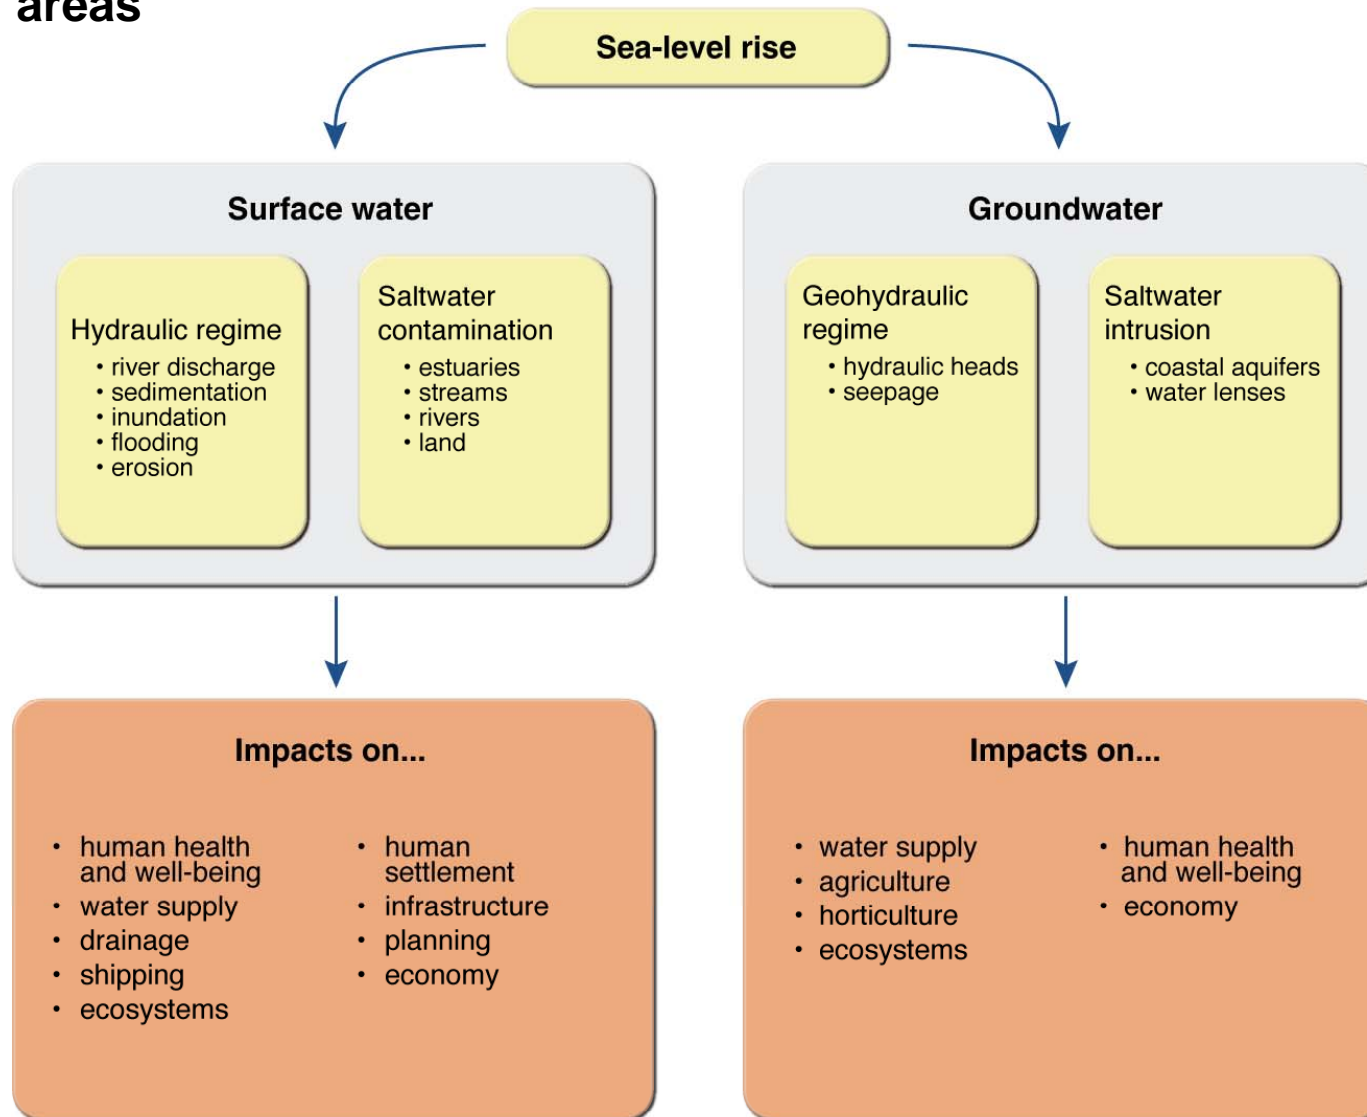 areas
Sea-level rise
Surface water
Hydraulic regime
• river discharge
• sedimentation
• inundation
• flooding
• erosion
Saltwater
contamination
• estuaries
• streams
• rivers
• land
Groundwater
Geohydraulic
regime
• hydraulic heads
• seepage
Saltwater
intrusion
• coastal aquifers
• water lenses
Impacts on...
• human health
and well-being
• water supply
• drainage
• shipping
• ecosystems
• human
settlement
• infrastructure
• planning
• economy
Impacts on...
• water supply
• agriculture
• horticulture
• ecosystems
• human health
and well-being
• economy